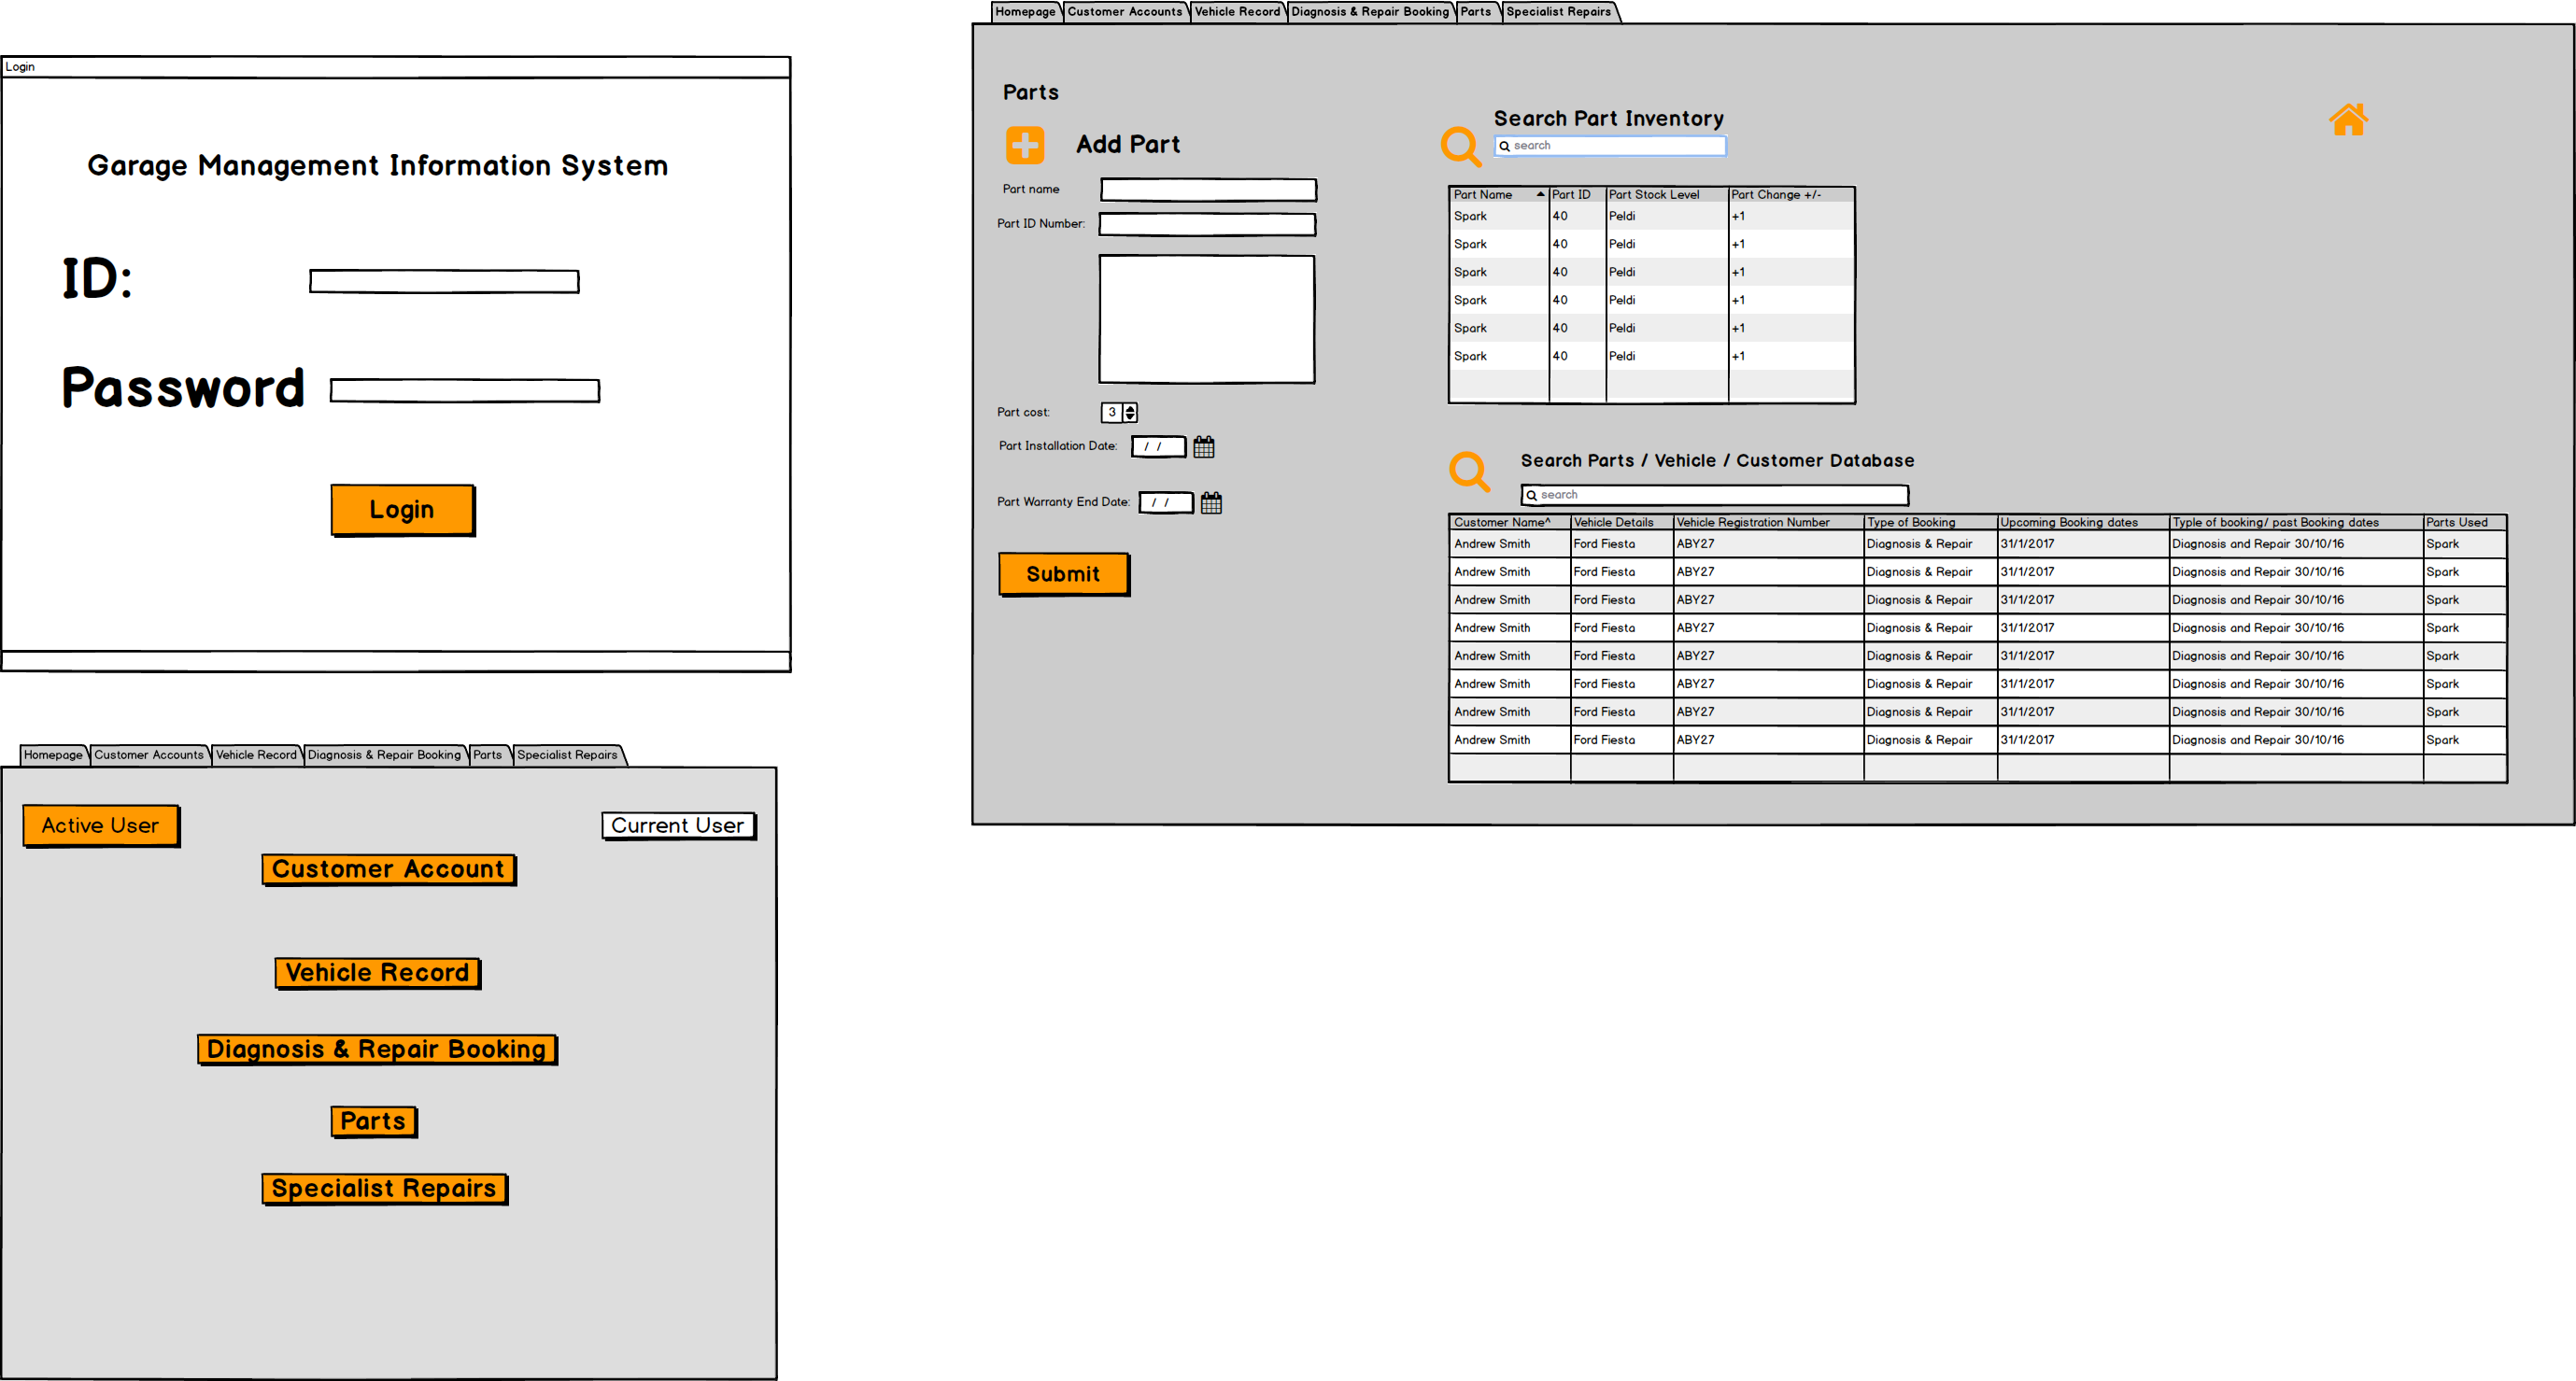 Login
Garage Management Information System
ID:
Password
Login
Homepage Customer Accounts Vehicle Record Diagnosis & Repair Booking Parts Specialist Repairs
Active User
Current User
Customer Account
Vehicle Record
Diagnosis & Repair Booking
Parts
Specialist Repairs
Homepage Customer Accounts Vehicle Record Diagnosis & Repair Booking Parts Specialist Repairs
Parts
Add Part
Part name
Part ID Number:
Part cost: 3
Part Installation Date: / /
Part Warranty End Date: / /
Submit
Search Part Inventory
search
Part Name Part ID Part Stock Level Part Change +/-
Spark 40 Peldi +1
Spark 40 Peldi +1
Spark 40 Peldi +1
Spark 40 Peldi +1
Spark 40 Peldi +1
Spark 40 Peldi +1
Search Parts / Vehicle / Customer Database
search
Customer Name^ Vehicle Details Vehicle Registration Number Type of Booking Upcoming Booking dates Typle of booking/ past Booking dates Parts Used
Andrew Smith Ford Fiesta ABY27 Diagnosis & Repair 31/1/2017 Diagnosis and Repair 30/10/16 Spark
Andrew Smith Ford Fiesta ABY27 Diagnosis & Repair 31/1/2017 Diagnosis and Repair 30/10/16 Spark
Andrew Smith Ford Fiesta ABY27 Diagnosis & Repair 31/1/2017 Diagnosis and Repair 30/10/16 Spark
Andrew Smith Ford Fiesta ABY27 Diagnosis & Repair 31/1/2017 Diagnosis and Repair 30/10/16 Spark
Andrew Smith Ford Fiesta ABY27 Diagnosis & Repair 31/1/2017 Diagnosis and Repair 30/10/16 Spark
Andrew Smith Ford Fiesta ABY27 Diagnosis & Repair 31/1/2017 Diagnosis and Repair 30/10/16 Spark
Andrew Smith Ford Fiesta ABY27 Diagnosis & Repair 31/1/2017 Diagnosis and Repair 30/10/16 Spark
Andrew Smith Ford Fiesta ABY27 Diagnosis & Repair 31/1/2017 Diagnosis and Repair 30/10/16 Spark